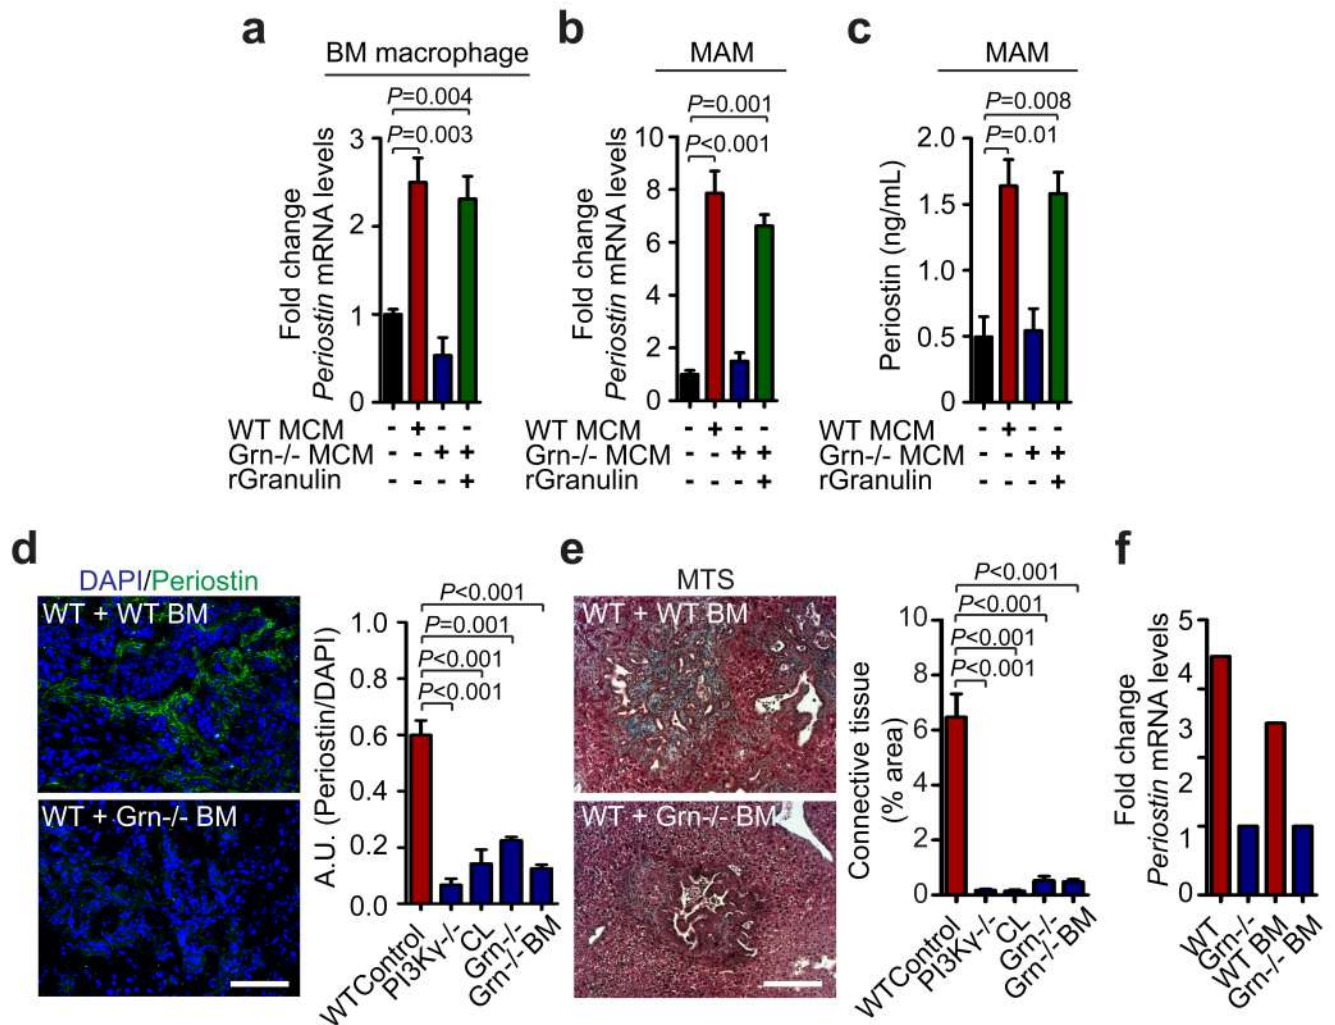 a
BM macrophage
P=0.004
P=0.003
Fold change
Periostin mRNA levels
3
2
1
0
WT MCM - + - -
Grn-/- MCM - - + +
rGranulin - - - +
b
MAM
P=0.001
P<0.001
Fold change
Periostin mRNA levels
10
8
6
4
2
0
WT MCM - + - -
Grn-/- MCM - - + +
rGranulin - - - +
c
MAM
P=0.008
P=0.01
Periostin (ng/mL)
2.0
1.5
1.0
0.5
0
WT MCM - + - -
Grn-/- MCM - - + +
rGranulin - - - +
d
DAPI/Periostin
WT + WT BM
WT + Grn-/- BM
P<0.001
P=0.001
P<0.001
P<0.001
A.U. (Periostin/DAPI)
1.0
0.8
0.6
0.4
0.2
0.0
WTControl
PI3Kγ-/-
CL
Grn-/-
Grn-/- BM
e
MTS
WT + WT BM
WT + Grn-/- BM
P<0.001
P<0.001
P<0.001
P<0.001
Connective tissue
(% area)
10
8
6
4
2
0
WTControl
PI3Kγ-/-
CL
Grn-/-
Grn-/- BM
f
Fold change
Periostin mRNA levels
5
3
2
1
0
WT
Grn-/-
WT BM
Grn-/- BM